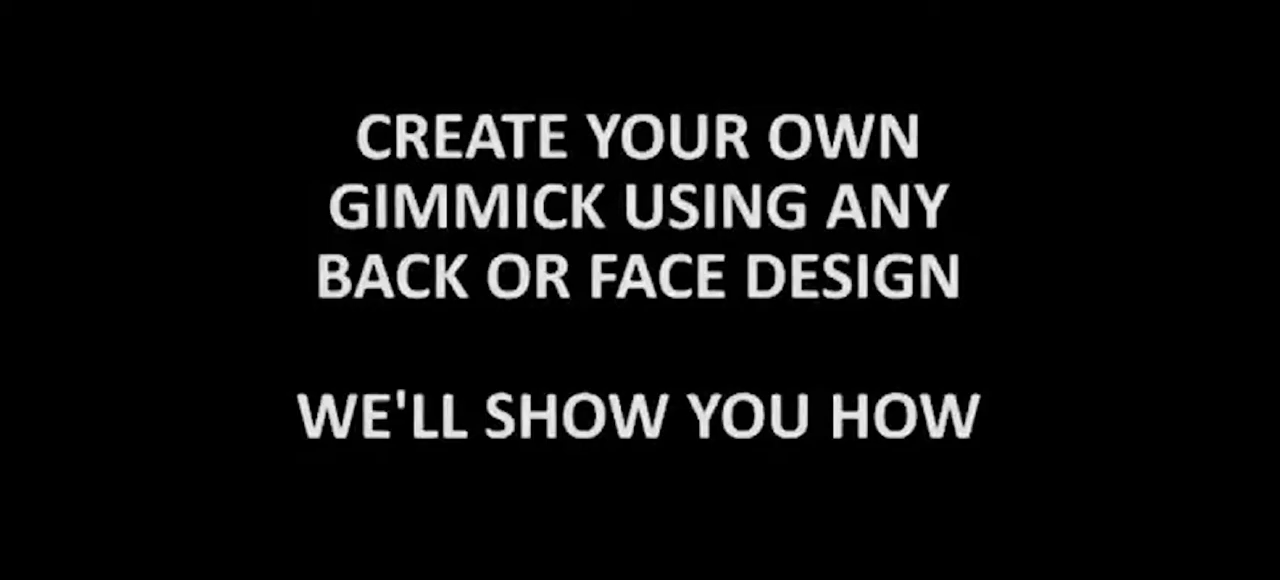 CREATE YOUR OWN
GIMMICK USING ANY
BACK OR FACE DESIGN
WE'LL SHOW YOU HOW